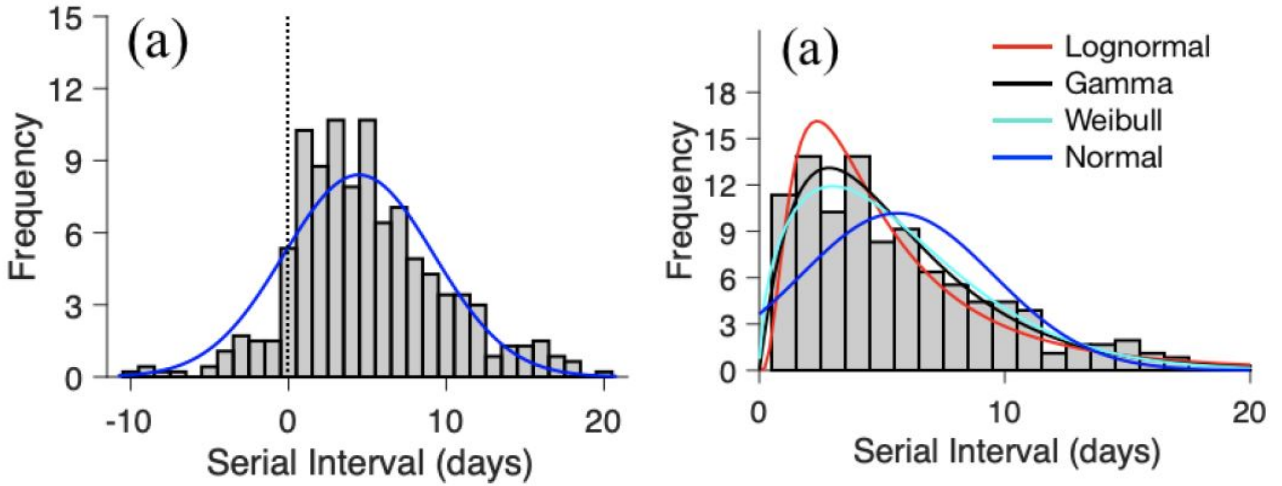 (a)
15
12
9
6
3
0
Frequency
-10 0 10 20
Serial Interval (days)
(a)
Lognormal
Gamma
Weibull
Normal
18
15
12
9
6
3
0
Frequency
0 10 20
Serial Interval (days)